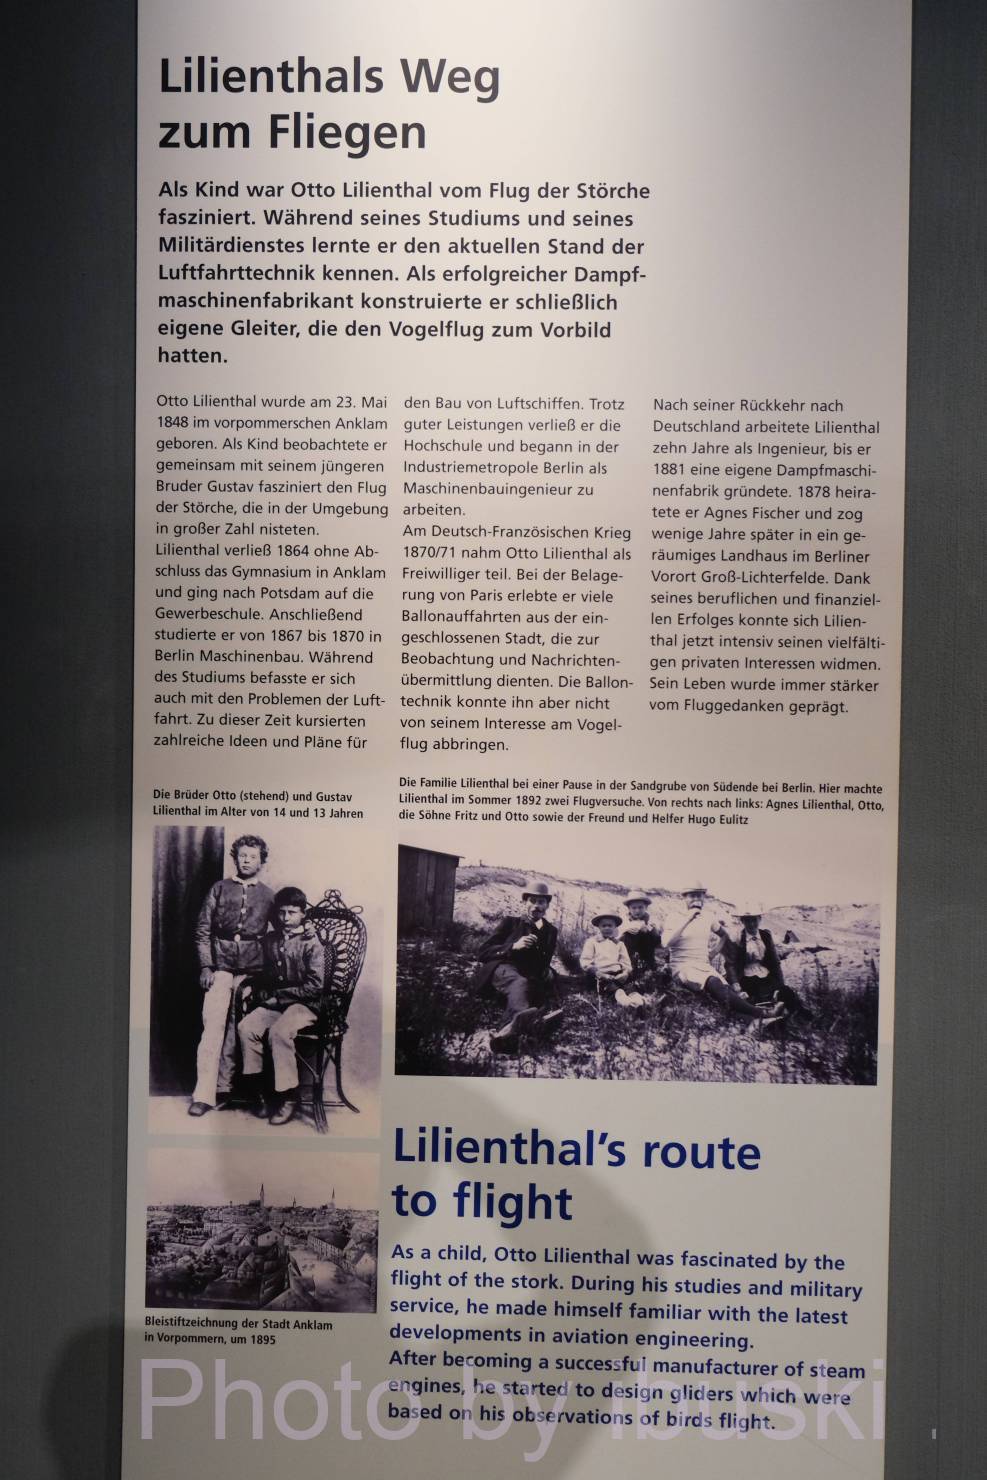 Lilienthals Weg
zum Fliegen
Als Kind war Otto Lilienthal vom Flug der Störche
fasziniert. Während seines Studiums und seines
Militärdienstes lernte er den aktuellen Stand der
Luftfahrttechnik kennen. Als erfolgreicher Dampf-
maschinenfabrikant konstruierte er schließlich
eigene Gleiter, die den Vogelflug zum Vorbild
hatten.
Otto Lilienthal wurde am 23. Mai
1848 im vorpommerschen Anklam
geboren. Als Kind beobachtete er
gemeinsam mit seinem jüngeren
Bruder Gustav fasziniert den Flug
der Störche, die in der Umgebung
in großer Zahl nisteten.
Lilienthal verließ 1864 ohne Ab-
schluss das Gymnasium in Anklam
und ging nach Potsdam auf die
Gewerbeschule. Anschließend
studierte er von 1867 bis 1870 in
Berlin Maschinenbau. Während
des Studiums befasste er sich
auch mit den Problemen der Luft-
fahrt. Zu dieser Zeit kursierten
zahlreiche Ideen und Pläne für
den Bau von Luftschiffen. Trotz
guter Leistungen verließ er die
Hochschule und begann in der
Industriemetropole Berlin als
Maschinenbauingenieur zu
arbeiten.
Am Deutsch-Französischen Krieg
1870/71 nahm Otto Lilienthal als
Freiwilliger teil. Bei der Belage-
rung von Paris erlebte er viele
Ballonauffahrten aus der ein-
geschlossenen Stadt, die zur
Beobachtung und Nachrichten-
übermittlung dienten. Die Ballon-
technik konnte ihn aber nicht
von seinem Interesse am Vogel-
flug abbringen.
Nach seiner Rückkehr nach
Deutschland arbeitete Lilienthal
zehn Jahre als Ingenieur, bis er
1881 eine eigene Dampfmaschi-
nenfabrik gründete. 1878 heira-
tete er Agnes Fischer und zog
wenige Jahre später in ein ge-
räumiges Landhaus im Berliner
Vorort Groß-Lichterfelde. Dank
seines beruflichen und finanziel-
len Erfolges konnte sich Lilien-
thal jetzt intensiv seinen vielfälti-
gen privaten Interessen widmen.
Sein Leben wurde immer stärker
vom Fluggedanken geprägt.
Die Brüder Otto (stehend) und Gustav
Lilienthal im Alter von 14 und 13 Jahren
Die Familie Lilienthal bei einer Pause in der Sandgrube von Südende bei Berlin. Hier machte
Lilienthal im Sommer 1892 zwei Flugversuche. Von rechts nach links: Agnes Lilienthal, Otto,
die Söhne Fritz und Otto sowie der Freund und Helfer Hugo Eulitz
Bleistiftzeichnung der Stadt Anklam
in Vorpommern, um 1895
Lilienthal's route
to flight
As a child, Otto Lilienthal was fascinated by the
flight of the stork. During his studies and military
service, he made himself familiar with the latest
developments in aviation engineering.
After becoming a successful manufacturer of steam
engines, he started to design gliders which were
based on his observations of birds flight.
Photo by ibuski .